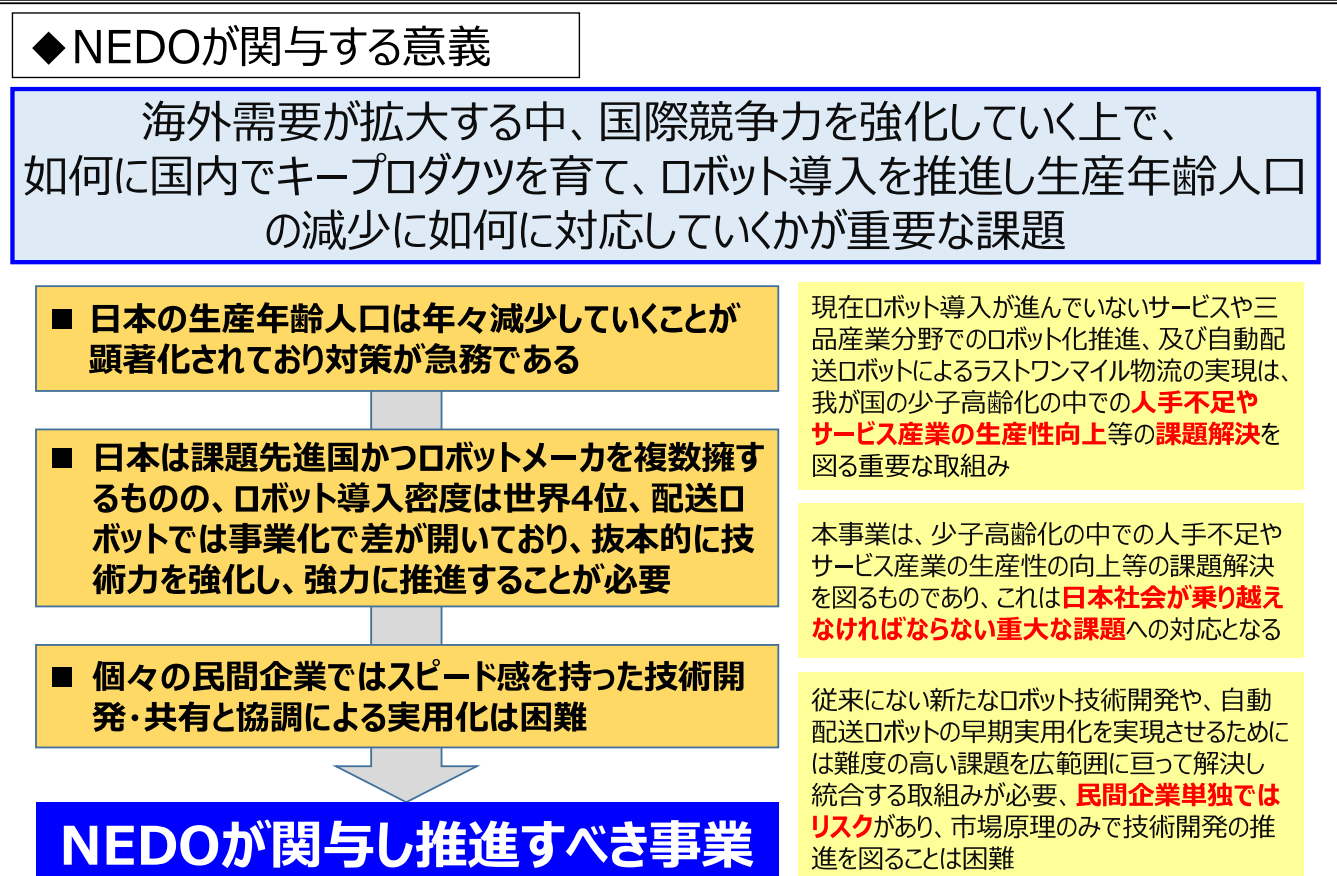 ◆NEDOが関与する意義
海外需要が拡大する中、国際競争力を強化していく上で、
如何に国内でキープロダクツを育て、ロボット導入を推進し生産年齢人口
の減少に如何に対応していくかが重要な課題
■ 日本の生産年齢人口は年々減少していくことが
顕著化されており対策が急務である
■ 日本は課題先進国かつロボットメーカを複数擁す
るものの、ロボット導入密度は世界4位、配送ロ
ボットでは事業化で差が開いており、抜本的に技
術力を強化し、強力に推進することが必要
■ 個々の民間企業ではスピード感を持った技術開
発・共有と協調による実用化は困難
NEDOが関与し推進すべき事業
現在ロボット導入が進んでいないサービスや三
品産業分野でのロボット化推進、及び自動配
送ロボットによるラストワンマイル物流の実現は、
我が国の少子高齢化の中での人手不足や
サービス産業の生産性向上等の課題解決を
図る重要な取組み
本事業は、少子高齢化の中での人手不足や
サービス産業の生産性の向上等の課題解決
を図るものであり、これは日本社会が乗り越え
なければならない重大な課題への対応となる
従来にない新たなロボット技術開発や、自動
配送ロボットの早期実用化を実現させるために
は難度の高い課題を広範囲に亘って解決し
統合する取組みが必要、民間企業単独では
リスクがあり、市場原理のみで技術開発の推
進を図ることは困難